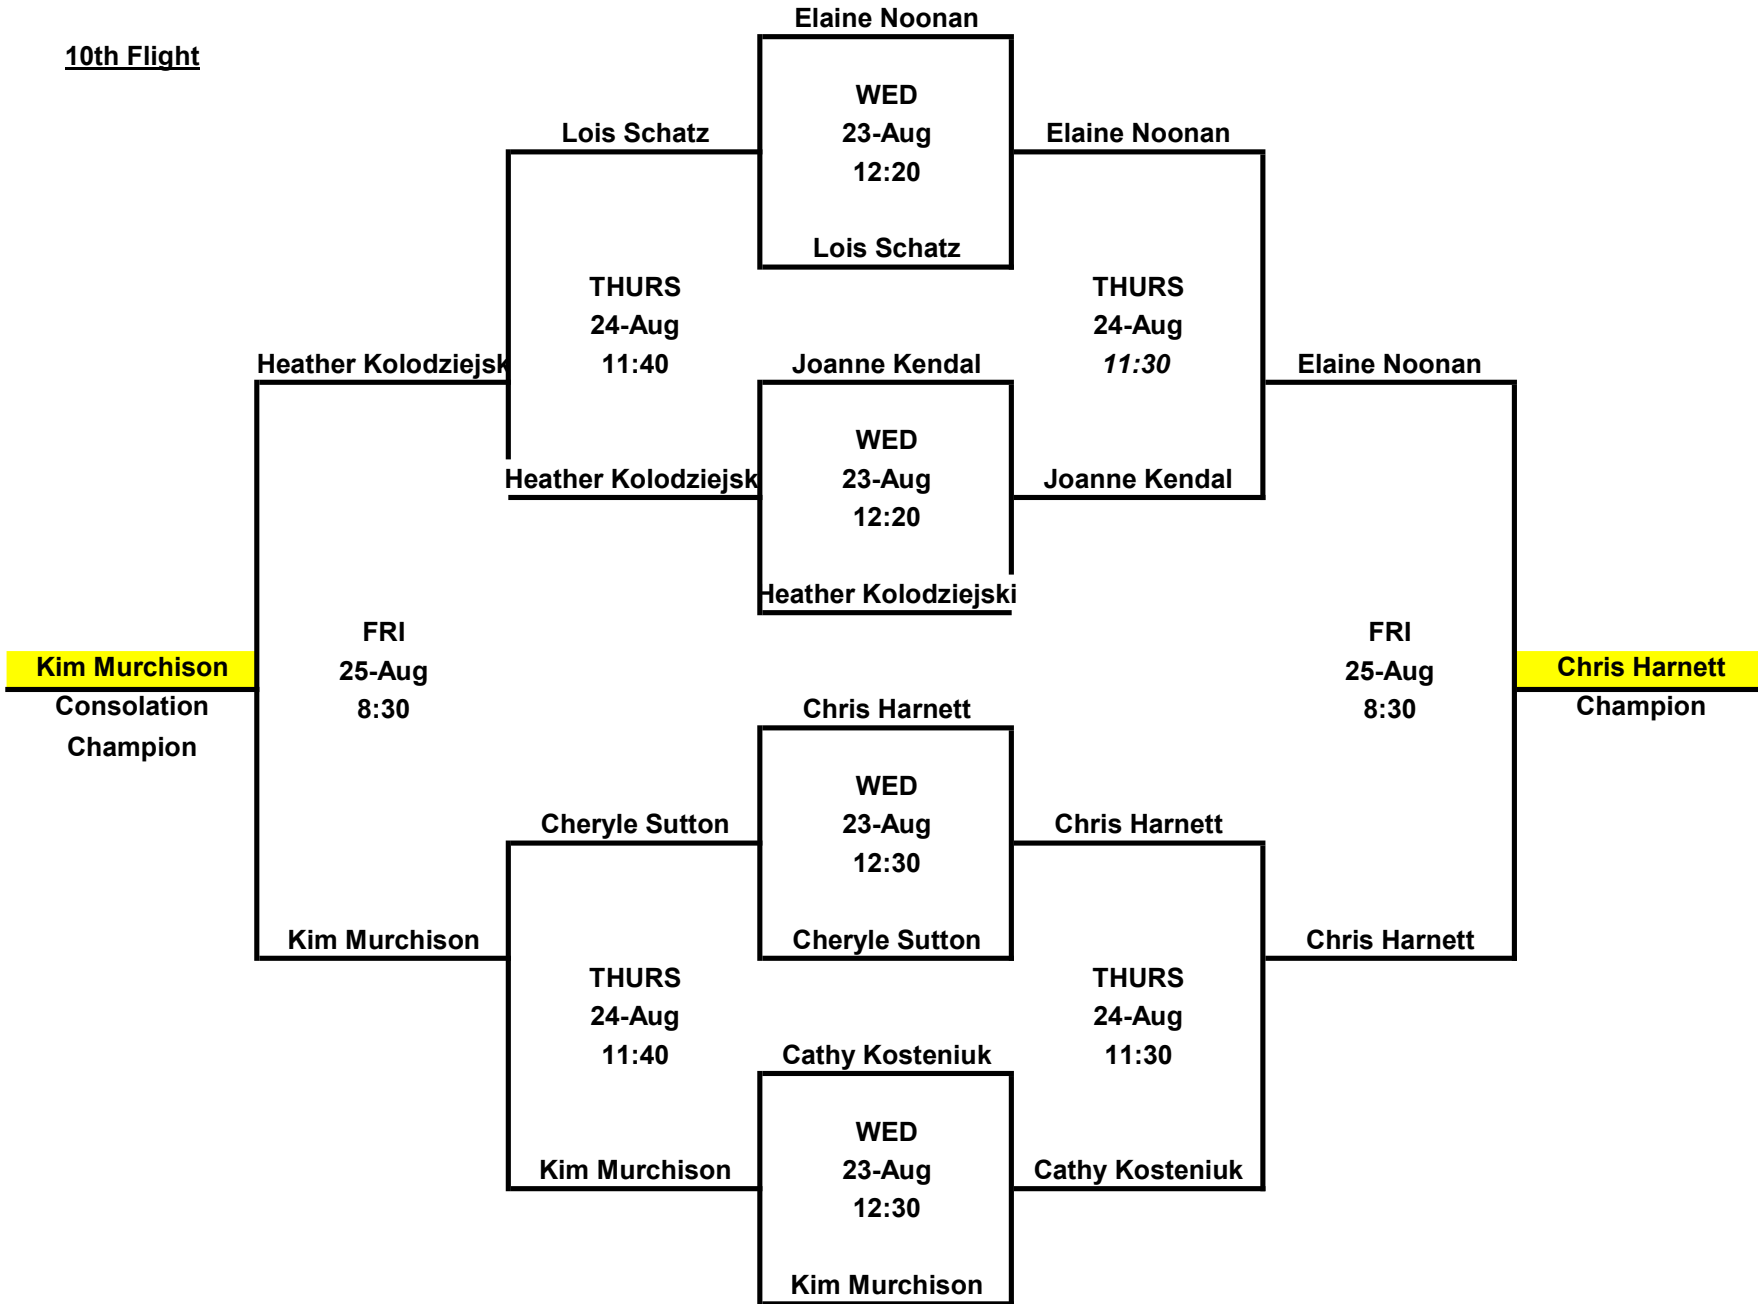 Elaine Noonan
10th Flight
WED
Lois Schatz 23-Aug Elaine Noonan
12:20
Lois Schatz
THURS THURS
24-Aug 24-Aug
Heather Kolodziejsk 11:40 Joanne Kendal 11:30 Elaine Noonan
WED
Heather Kolodziejsk 23-Aug Joanne Kendal
12:20
Heather Kolodziejski
FRI FRI
Kim Murchison 25-Aug 25-Aug Chris Harnett
Consolation 8:30 Chris Harnett 8:30 Champion
Champion
WED
Cheryle Sutton 23-Aug Chris Harnett
12:30
Kim Murchison Cheryle Sutton Chris Harnett
THURS THURS
24-Aug 24-Aug
11:40 Cathy Kosteniuk 11:30
WED
Kim Murchison 23-Aug Cathy Kosteniuk
12:30
Kim Murchison